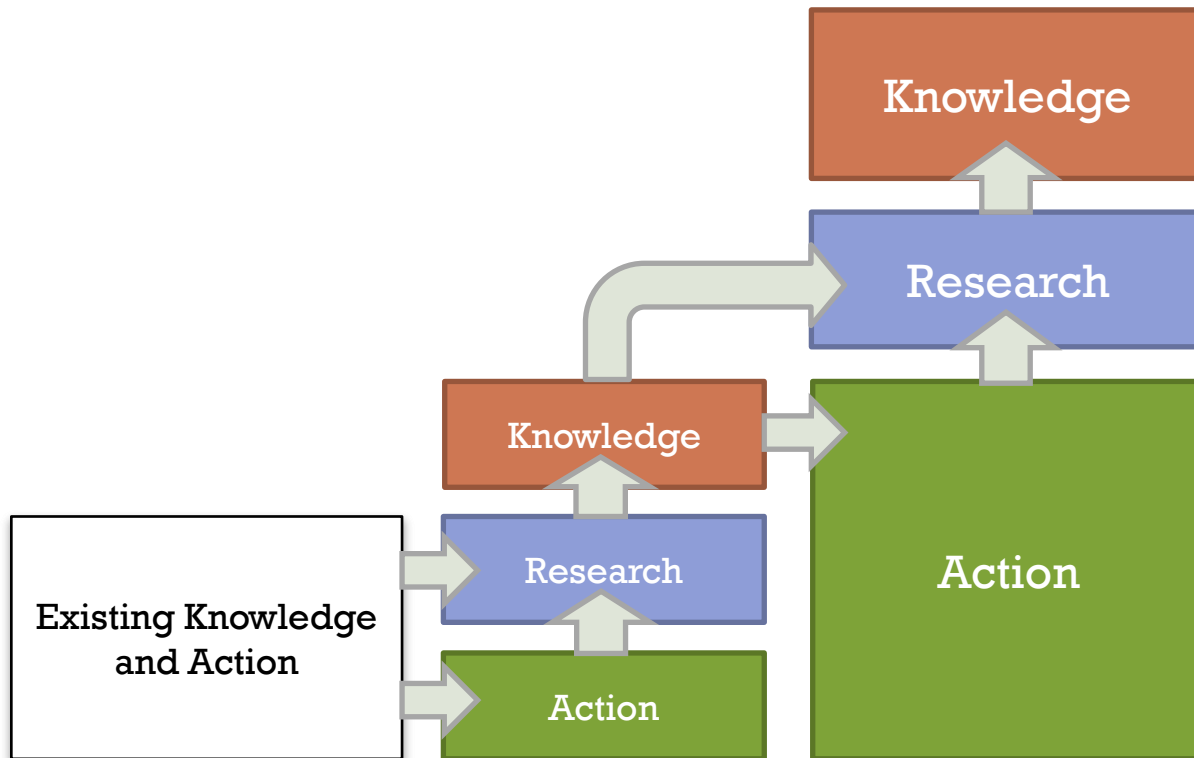 Knowledge
Research
Knowledge
Action
Research
Existing Knowledge
and Action
Action